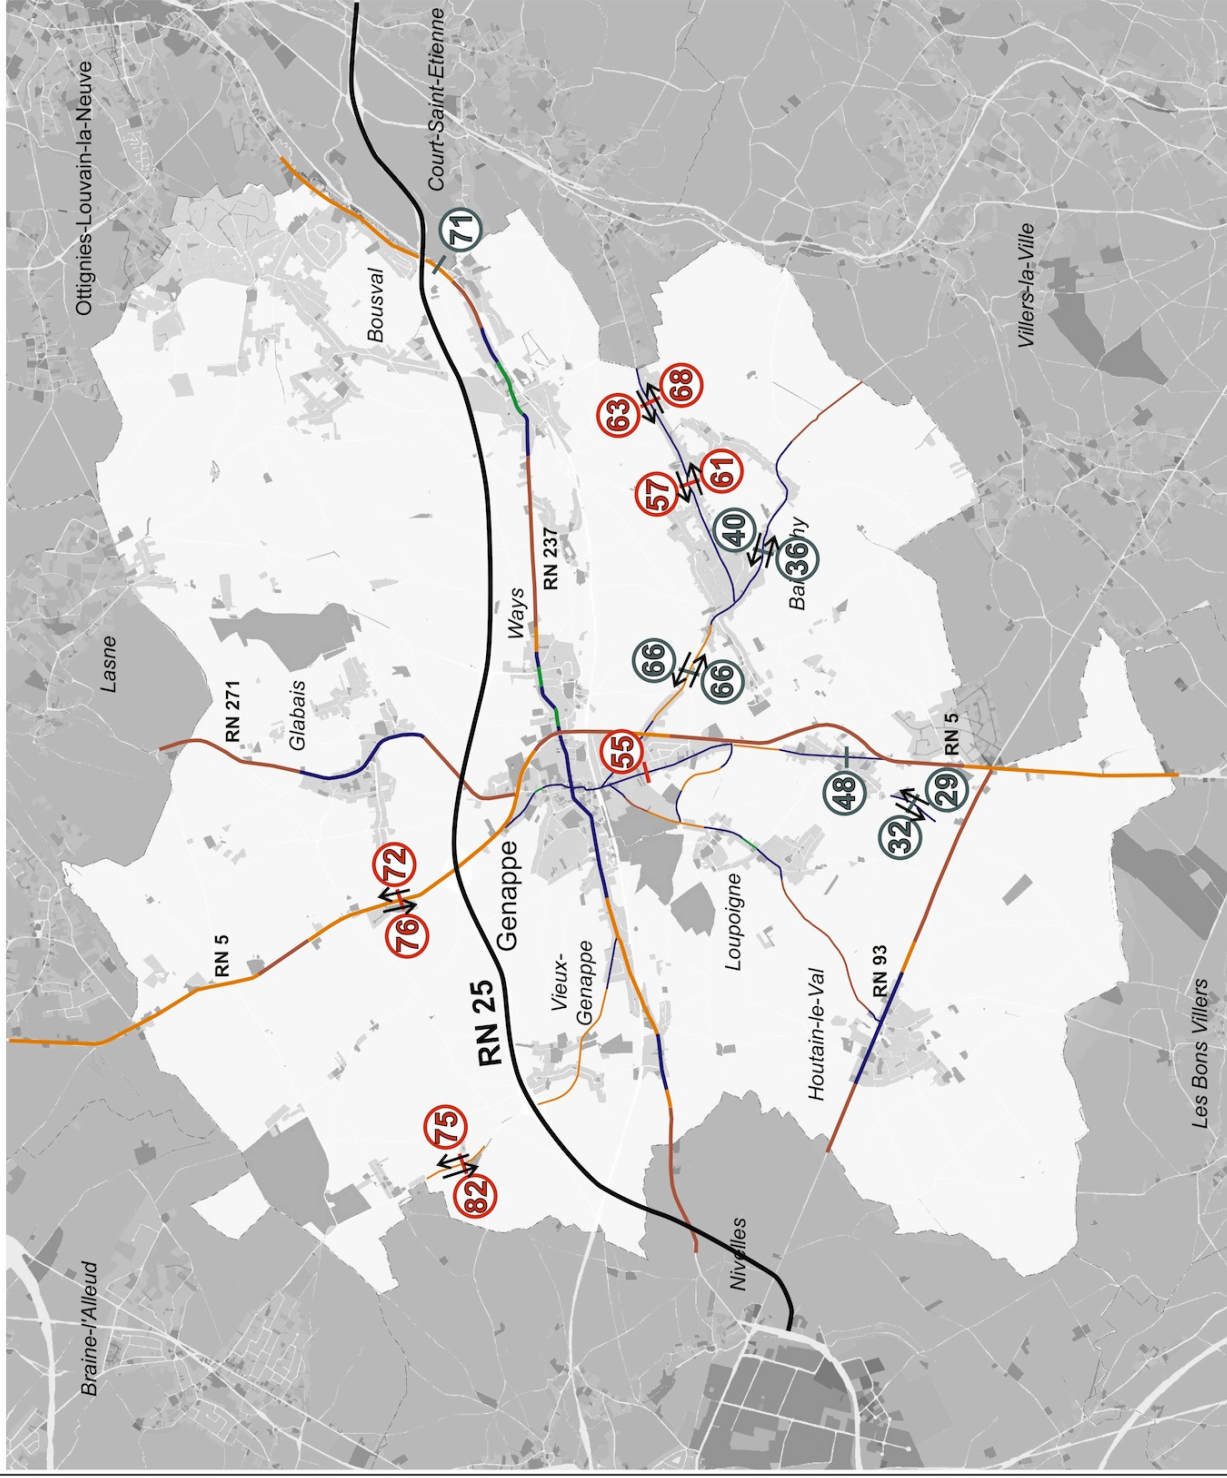 Braine-l'Alleud
Ottignies-Louvain-la-Neuve
Lasne
RN 5
RN 271
Glabais
Bousval
76
72
Court-Saint-Etienne
75
71
82
RN 25
Genappe
Ways
RN 237
Vieux-
Genappe
55
63
66
57
68
66
61
Loupoigne
40
Nivelles
36
Houtain-le-Val
48
RN 93
32
29
RN 5
Villers-la-Ville
Les Bons Villers